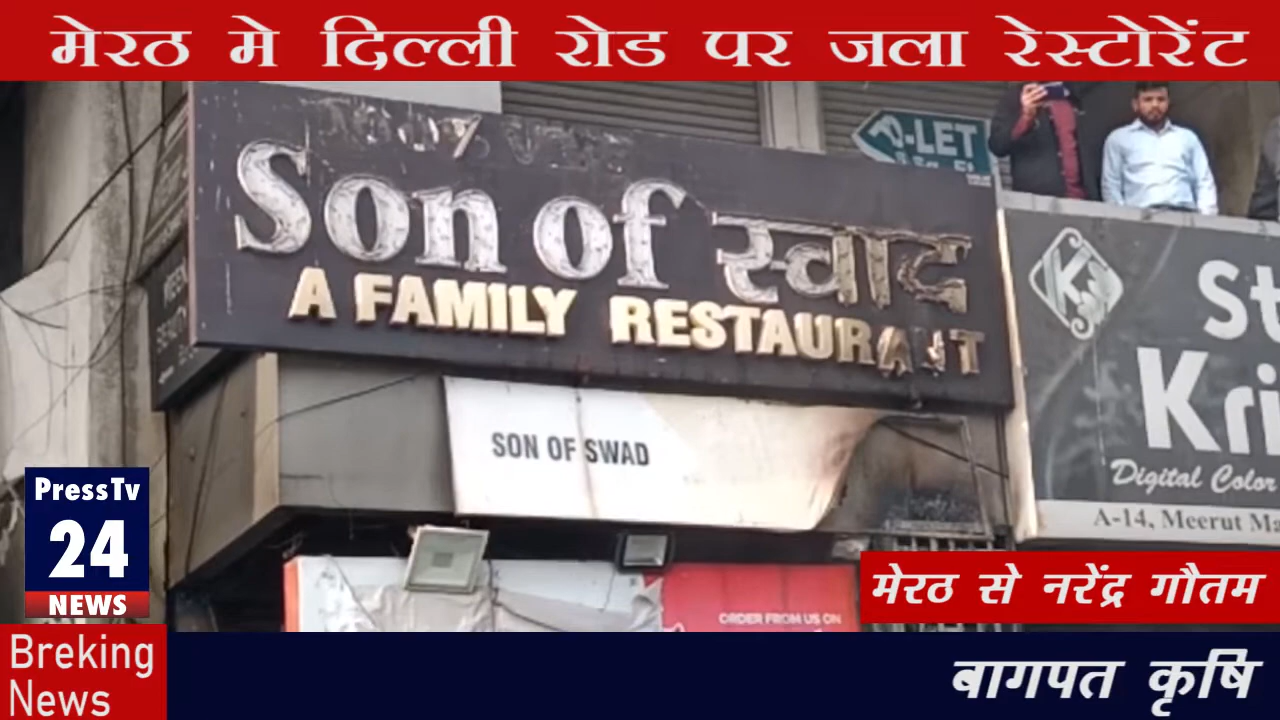 मेरठ मे दिल्ली रोड पर जला रेस्टोरेंट
-LET
Son of स्वाद
A FAMILY RESTAURANT
SON OF SWAD
K
St
Kri
Digital Color
A-14, Meerut Ma
ORDER FROM US ON
PressTv
24
NEWS
मेरठ से नरेंद्र गौतम
Breking
News
बागपत कृषि